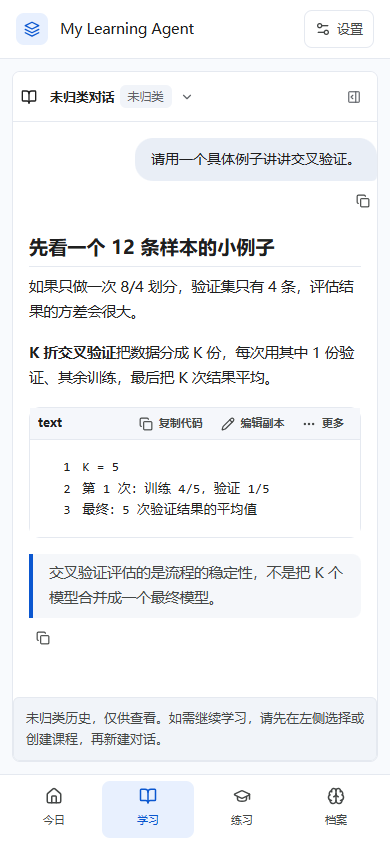 My Learning Agent
设置
未归类对话 未归类
请用一个具体例子讲讲交叉验证。
先看一个 12 条样本的小例子
如果只做一次 8/4 划分，验证集只有 4 条，评估结
果的方差会很大。
K 折交叉验证把数据分成 K 份，每次用其中 1 份验
证、其余训练，最后把 K 次结果平均。
text 复制代码 编辑副本 ··· 更多
1 K = 5
2 第 1 次：训练 4/5，验证 1/5
3 最终：5 次验证结果的平均值
交叉验证评估的是流程的稳定性，不是把 K 个
模型合并成一个最终模型。
未归类历史，仅供查看。如需继续学习，请先在左侧选择或
创建课程，再新建对话。
今日 学习 练习 档案